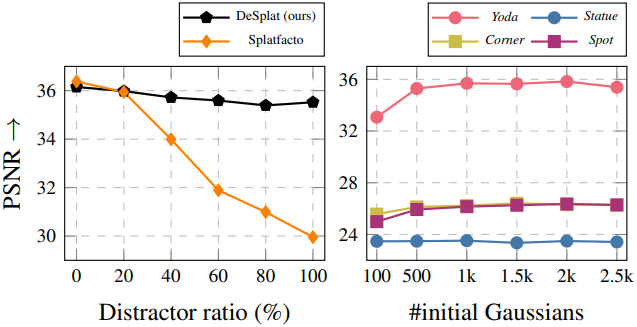 DeSplat (ours)
Splatfacto
PSNR →
36
34
32
30
0 20 40 60 80 100
Distractor ratio (%)
Yoda Statue
Corner Spot
36
32
28
24
100 500 1k 1.5k 2k 2.5k
#initial Gaussians